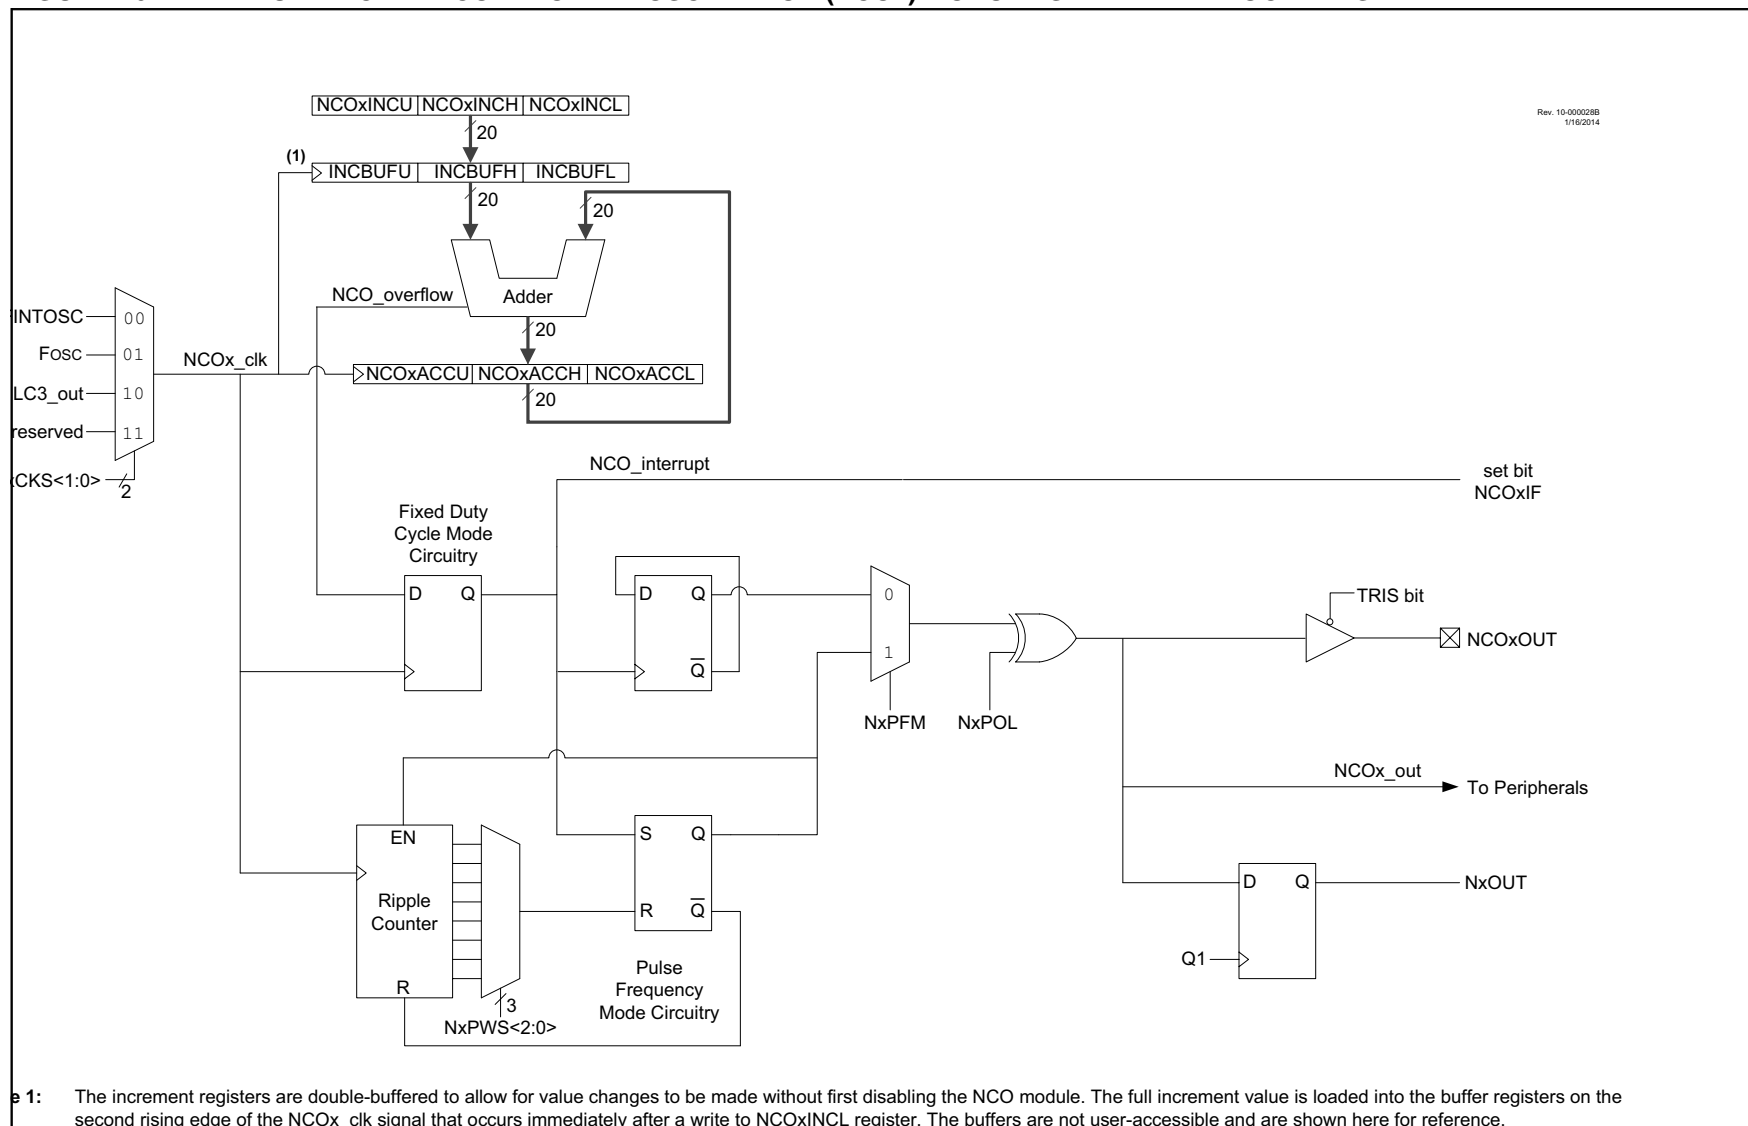 NCOxINCU NCOxINCH NCOxINCL
Rev. 10-000028B
1/16/2014
20
(1)
INCBUFU INCBUFH INCBUFL
20
20
NCO_overflow
Adder
INTOSC
00
20
FOSC
01
NCOx_clk
NCOxACCU NCOxACCH NCOxACCL
LC3_out
10
20
reserved
11
CKS<1:0>
2
NCO_interrupt
set bit
NCOxIF
Fixed Duty
Cycle Mode
Circuitry
D Q
D Q
Q
0
1
TRIS bit
NCOxOUT
NxPFM
NxPOL
NCOx_out
To Peripherals
EN
Ripple
Counter
R
S Q
R Q
3
NxPWS<2:0>
Pulse
Frequency
Mode Circuitry
D Q
NxOUT
Q1
e 1: The increment registers are double-buffered to allow for value changes to be made without first disabling the NCO module. The full increment value is loaded into the buffer registers on the
second rising edge of the NCOx_clk signal that occurs immediately after a write to NCOxINCL register. The buffers are not user-accessible and are shown here for reference.